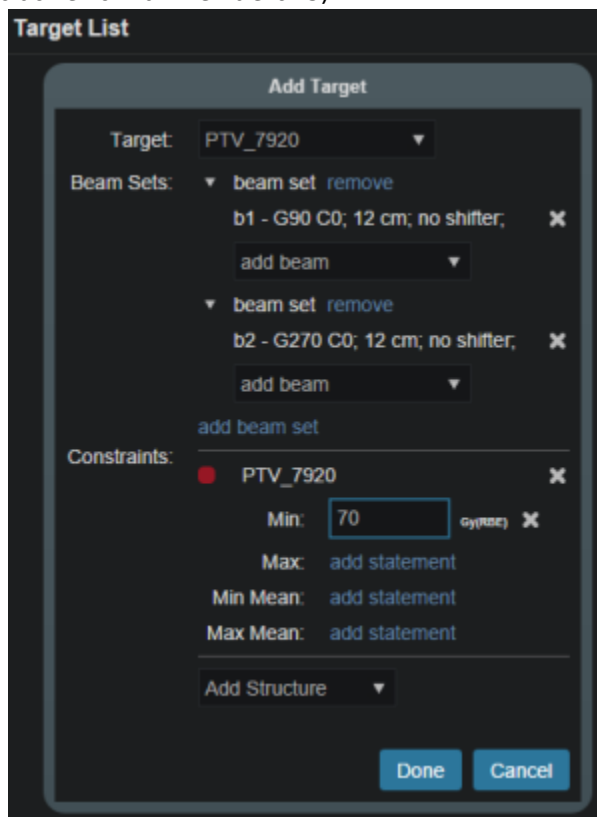 Target List
Add Target
Target: PTV_7920
Beam Sets: beam set remove
b1 - G90 C0; 12 cm; no shifter;
add beam
beam set remove
b2 - G270 C0; 12 cm; no shifter;
add beam
add beam set
Constraints:
PTV_7920
Min: 70 Gy(RBE)
Max: add statement
Min Mean: add statement
Max Mean: add statement
Add Structure
Done Cancel